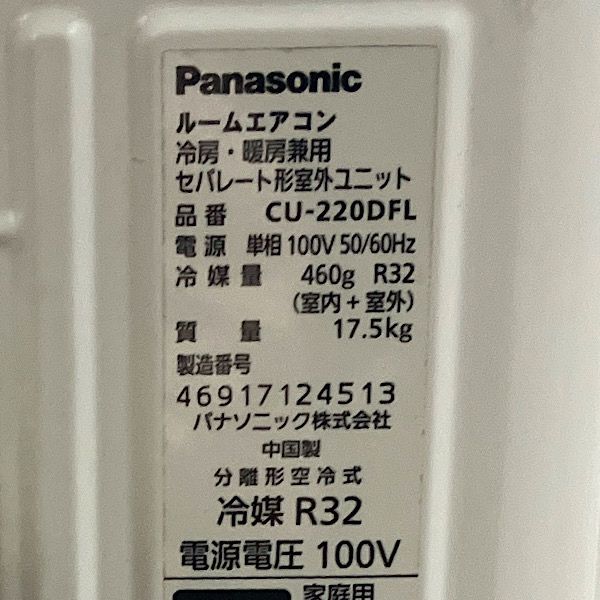 Panasonic
ルームエアコン
冷房・暖房兼用
セパレート形室外ユニット
品番 CU-220DFL
電源 単相100V 50/60Hz
冷媒量 460g R32
(室内+室外)
質量 17.5kg
製造番号
46917124513
パナソニック株式会社
中国製
分離形空冷式
冷媒 R32
電源電圧 100V
家庭用